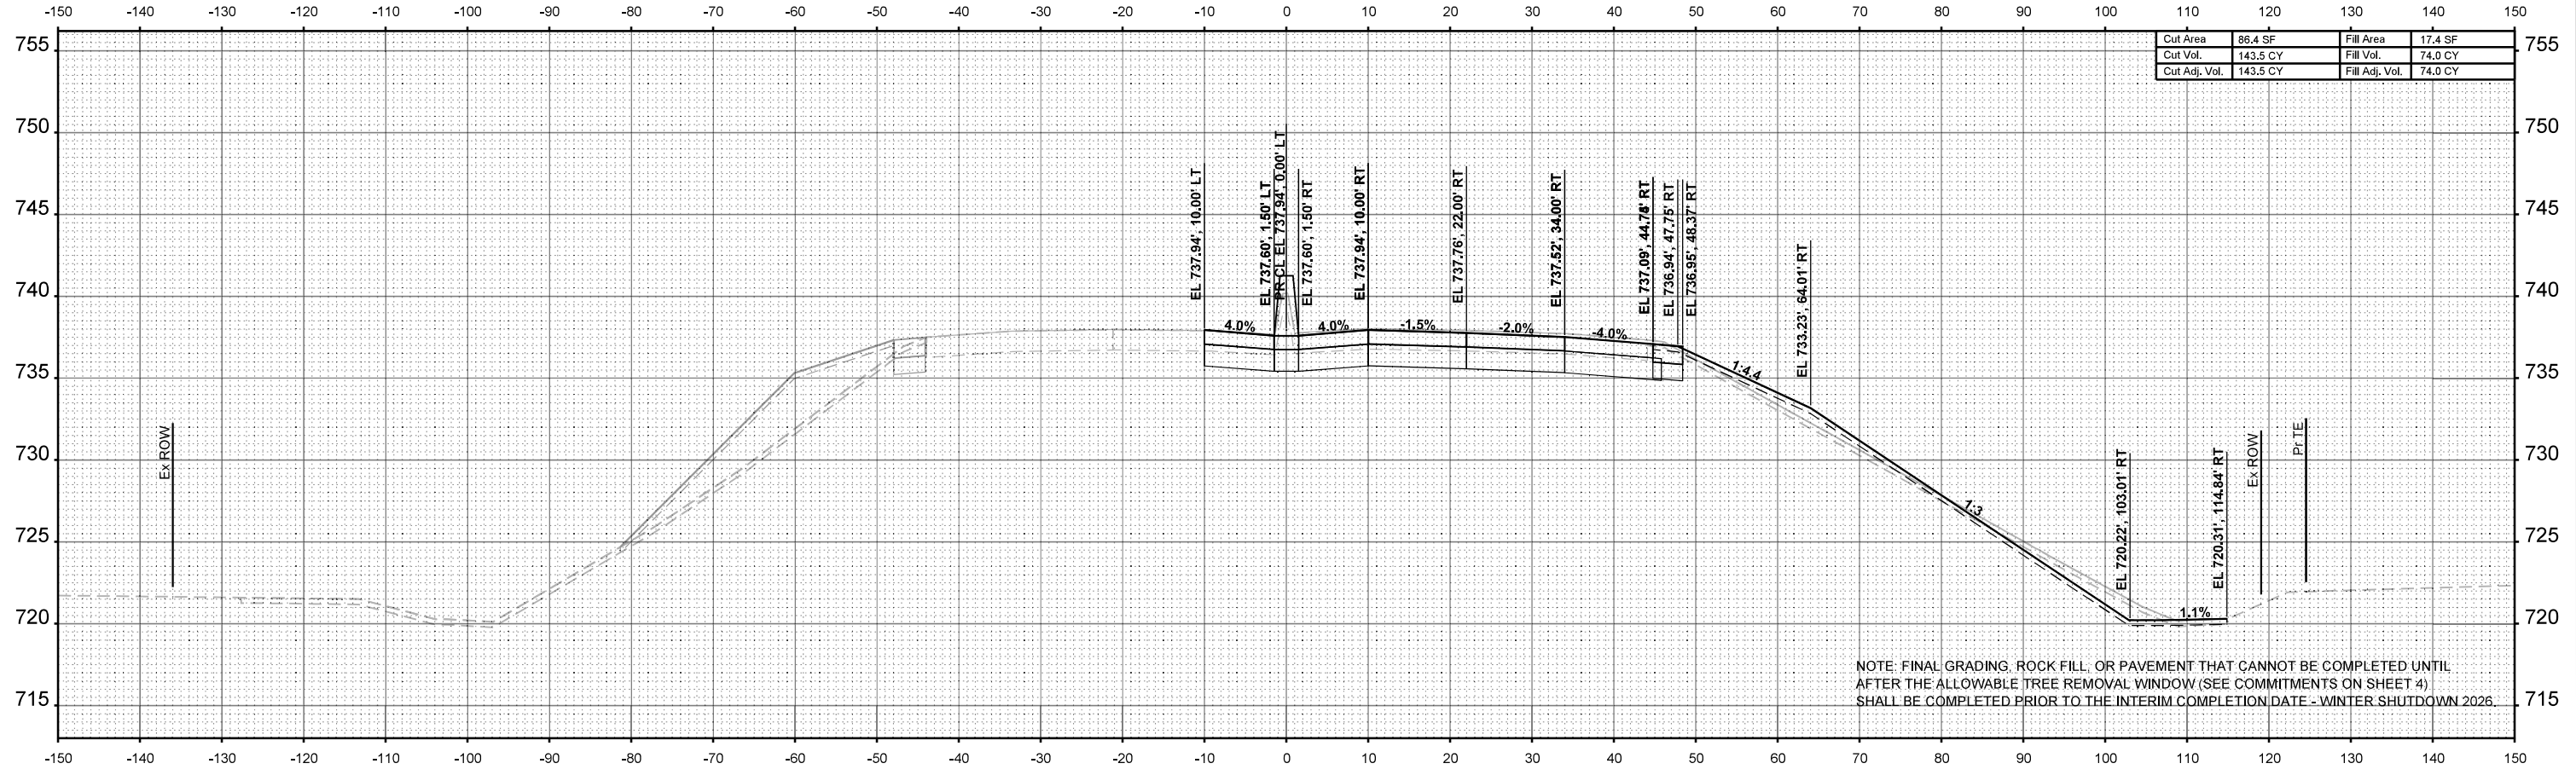 -150 -140 -130 -120 -110 -100 -90 -80 -70 -60 -50 -40 -30 -20 -10 0 10 20 30 40 50 60 70 80 90 100 110 120 130 140 150
755 755
Cut Area 86.4 SF Fill Area 17.4 SF
Cut Vol. 143.5 CY Fill Vol. 74.0 CY
Cut Adj. Vol. 143.5 CY Fill Adj. Vol. 74.0 CY
750 750
745 745
740 740
735 735
730 730
725 725
720 720
715 715
Ex ROW
EL 737.94', 10.00' LT
EL 737.60', 1.50' LT
PR CL EL 737.94', 0.00' LT
EL 737.60', 1.50' RT
EL 737.94', 10.00' RT
EL 737.76', 22.00' RT
EL 737.52', 34.00' RT
EL 737.09', RT
EL 736.94', 47.75' RT
EL 736.95', 48.37' RT
EL 733.23', 64.01' RT
EL 720.22', 103.01' RT
EL 720.31', 114.84' RT
Ex ROW
Pr TE
4.0% 4.0% -1.5% -2.0% -4.0%
1:4.4
1:3
1.1%
NOTE: FINAL GRADING, ROCK FILL, OR PAVEMENT THAT CANNOT BE COMPLETED UNTIL
AFTER THE ALLOWABLE TREE REMOVAL WINDOW (SEE COMMITMENTS ON SHEET 4)
SHALL BE COMPLETED PRIOR TO THE INTERIM COMPLETION DATE - WINTER SHUTDOWN 2026.
-150 -140 -130 -120 -110 -100 -90 -80 -70 -60 -50 -40 -30 -20 -10 0 10 20 30 40 50 60 70 80 90 100 110 120 130 140 150